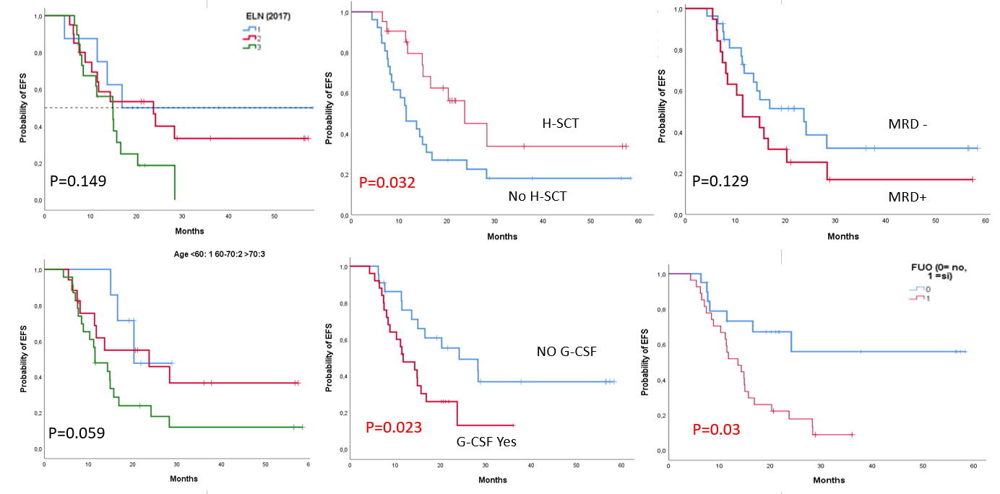 ELN (2017)
1
2
3
Probability of EFS
1,0
0,8
0,6
0,4
0,2
0,0
P=0.149
0
10
20
30
40
50
Months
Probability of EFS
1,0
0,8
0,6
0,4
0,2
0,0
H-SCT
P=0.032
No H-SCT
0
10
20
30
40
50
60
Months
Probability of EFS
1,0
0,8
0,6
0,4
0,2
0,0
MRD -
P=0.129
MRD+
0
10
20
30
40
50
60
Months
Age <60: 1 60-70:2 >70:3
Probability of EFS
1,0
0,8
0,6
0,4
0,2
0,0
P=0.059
0
10
20
30
40
50
6
Months
Probability of EFS
1,0
0,8
0,6
0,4
0,2
0,0
NO G-CSF
P=0.023
G-CSF Yes
0
10
20
30
40
50
60
Months
FUO (0= no,
1 =si)
0
1
Probability of EFS
1,0
0,8
0,6
0,4
0,2
0,0
P=0.03
0
10
20
30
40
50
60
Months